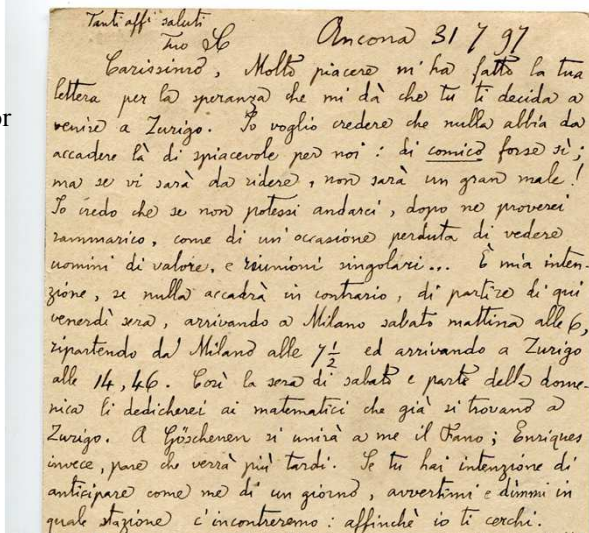 Tanti aff. saluti
Tuo
Ancona 31 7 97
Carissimo, Molto piacere m'ha fatto la tua
lettera per la speranza che mi dà che tu ti decida a
venire a Zurigo. Io voglio credere che nulla abbia da
accadere là di spiacevole per noi : di comico forse sì ;
ma se vi sarà da ridere, non sarà un gran male !
Io credo che se non potessi andarci, dopo ne proverei
rammarico, come di un'occasione perduta di vedere
uomini di valore, e riunioni singolari... È mia inten-
zione, se nulla accadrà in contrario, di partire di qui
venerdì sera, arrivando a Milano sabato mattina alle 6,
ripartendo da Milano alle 7 1/2 ed arrivando a Zurigo
alle 14,46. Così la sera di sabato e parte della dome-
nica li dedicherei ai matematici che già si trovano a
Zurigo. A Göschenen si unirà a me il Fano ; Enriques
invece, pare che verrà più tardi. Se tu hai intenzione di
anticipare come me di un giorno, avvertimi e dimmi in
quale stazione c'incontreremo : affinchè io ti cerchi.
or